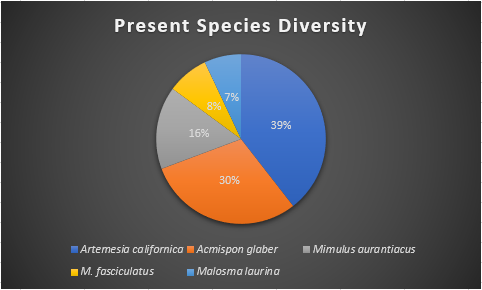 Present Species Diversity
7%
8%
39%
16%
30%
Artemesia californica Acmispon glaber Mimulus aurantiacus
M. fasciculatus Malosma laurina